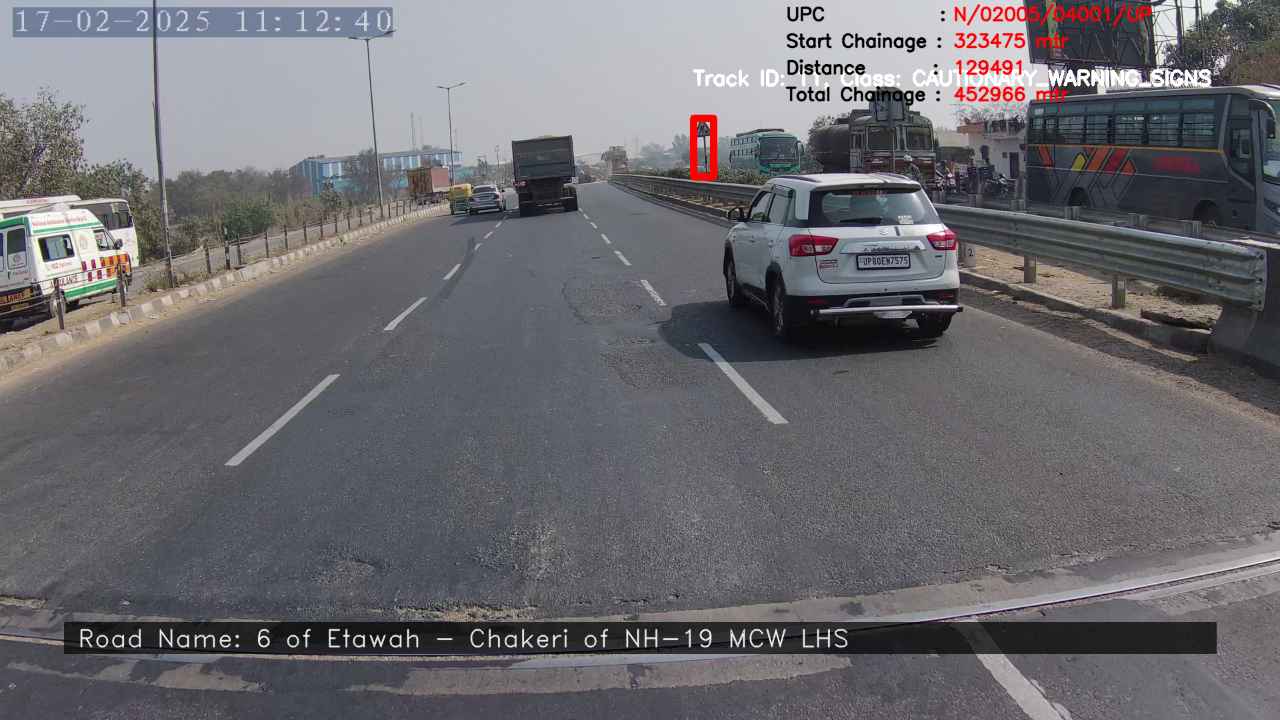 17-02-2025 11:12:40
UPC : N/02005/04001/UP
Start Chainage : 323475 mtr
Distance : 129491
Track ID: 11, Class: CAUTIONARY_WARNING_SIGNS
Total Chainage : 452966 mtr
UP80EW7575
Road Name: 6 of Etawah - Chakeri of NH-19 MCW LHS